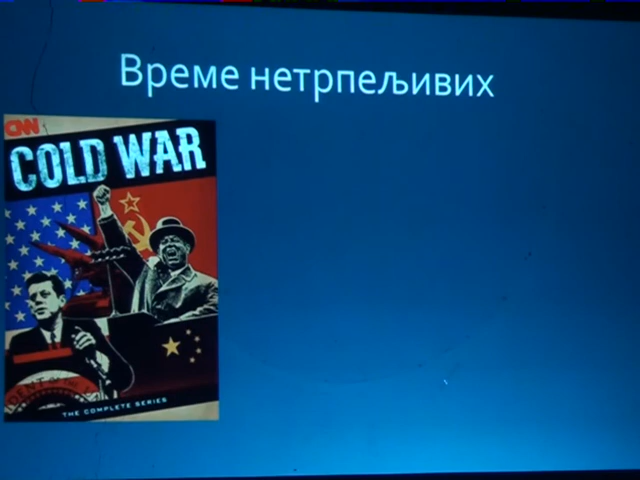 Време нетрпељивих
CNN
COLD WAR
THE COMPLETE SERIES